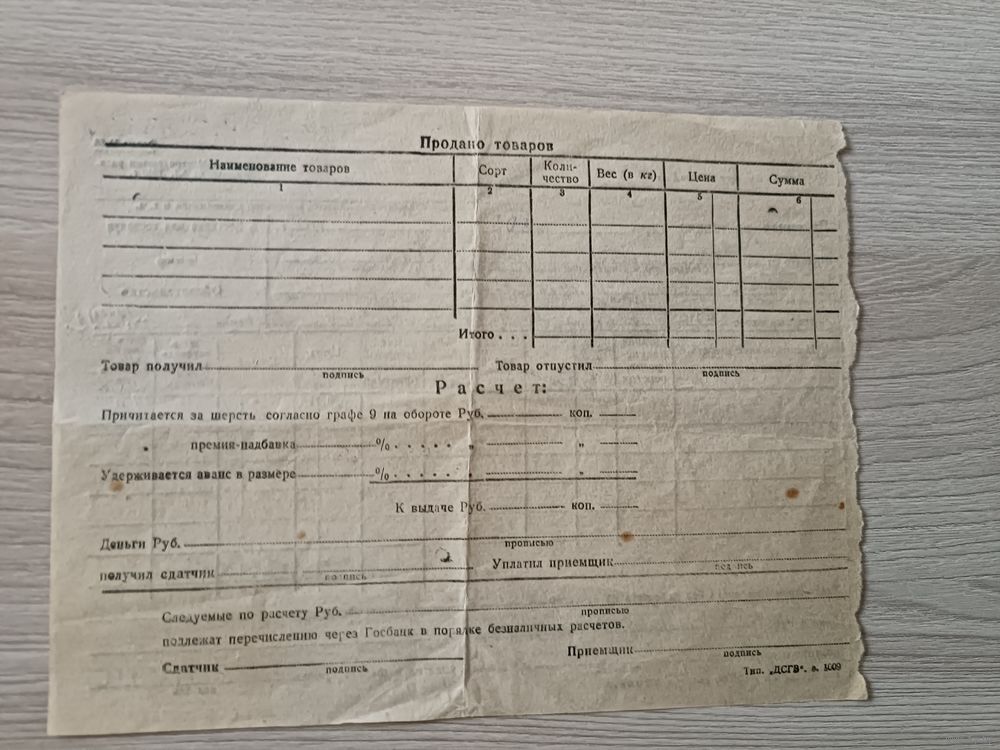 Продано товаров
Наименование товаров Сорт Коли-чество Вес (в кг) Цена Сумма
1 2 3 4 5 6
Итого . . .
Товар получил Товар отпустил
подпись подпись
Расчет:
Причитается за шерсть согласно графе 9 на обороте Руб. коп.
премия-надбавка % . . . . . „ „
Удерживается аванс в размере % . . . . . . „
К выдаче Руб. коп.
Деньги Руб.
прописью
получил сдатчик Уплатил приемщик
подпись подпись
Следуемые по расчету Руб.
прописью
подлежат перечислению через Госбанк в порядке безналичных расчетов.
Сдатчик Приемщик
подпись подпись
Тип. „ДСГВ“. з.